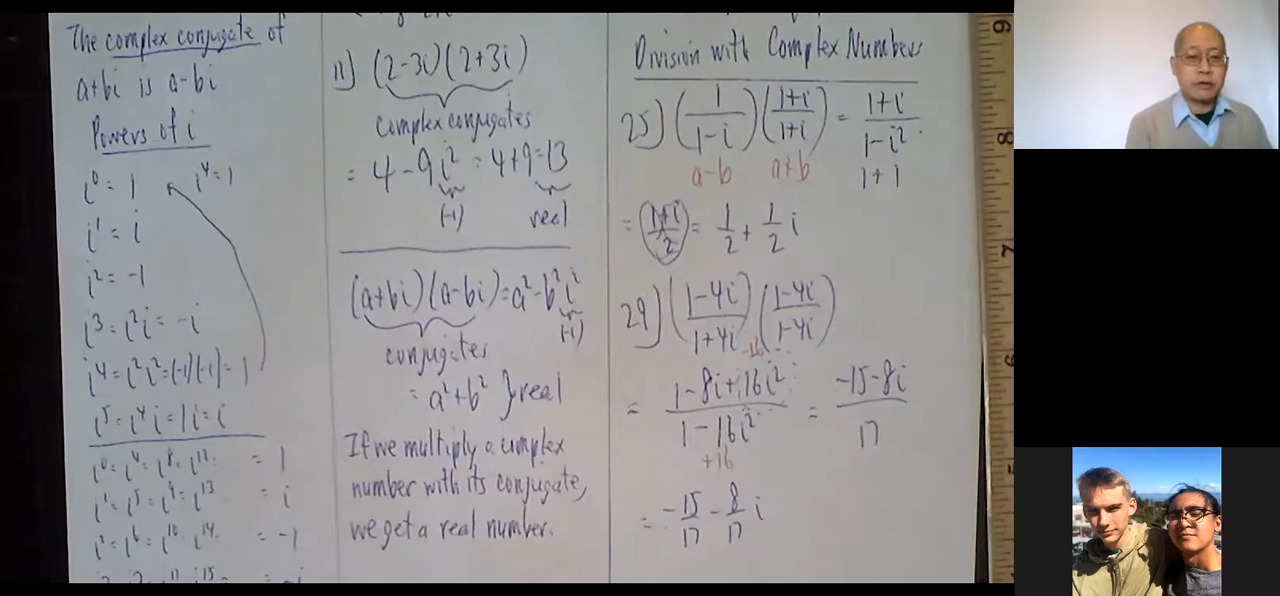 The complex conjugate of
a+bi is a-bi
Powers of i
i⁰ = 1 i⁴=1
i¹ = i
i² = -1
i³ = i²i = -i
i⁴ = i²i² = (-1)(-1) = 1
i⁵ = i⁴i = 1i = i
i⁰ = i⁴ = i⁸ = i¹² = 1
i¹ = i⁵ = i⁹ = i¹³ = i
i² = i⁶ = i¹⁰ = i¹⁴ = -1
11) (2-3i)(2+3i)
complex conjugates
= 4-9i² = 4+9=13
(-1) real
(a+bi)(a-bi)=a²-b²i²
(-1)
conjugates
= a²+b² } real
If we multiply a complex
number with its conjugate,
we get a real number.
Division with Complex Numbers
25) (1/(1-i)) ((1+i)/(1+i)) = (1+i)/(1-i²)
a-b a+b 1+1
= (1+i)/2 = 1/2 + 1/2 i
29) ((1-4i)/(1+4i)) ((1-4i)/(1-4i))
-16
= (1-8i+16i²)/(1-16i²) = (-15-8i)/17
+16
= -15/17 - 8/17 i
6
8
7